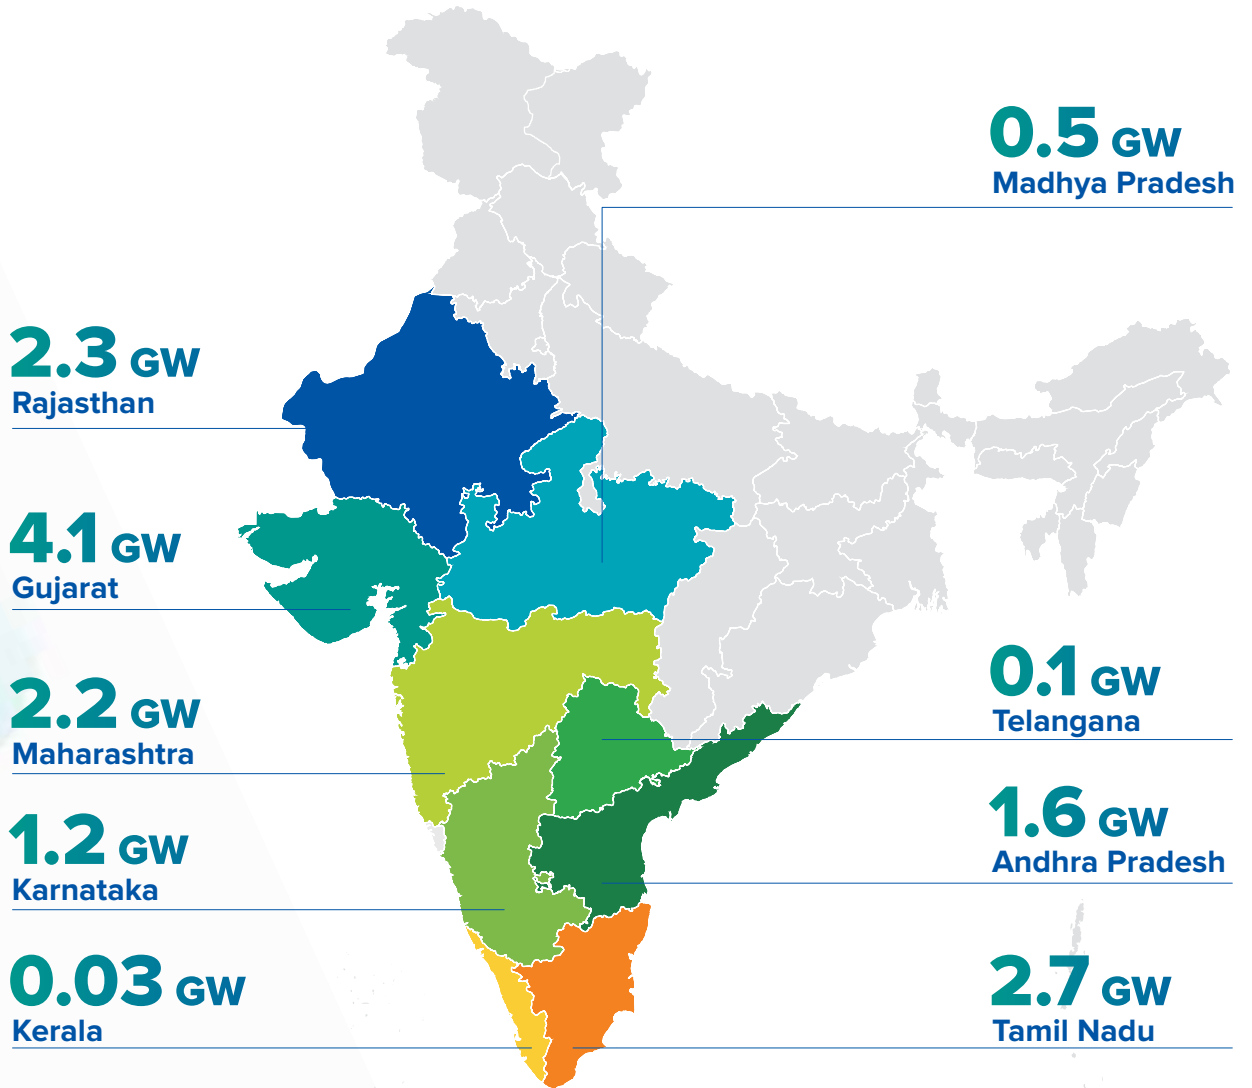 0.5 GW
Madhya Pradesh
2.3 GW
Rajasthan
4.1 GW
Gujarat
2.2 GW
Maharashtra
1.2 GW
Karnataka
0.03 GW
Kerala
0.1 GW
Telangana
1.6 GW
Andhra Pradesh
2.7 GW
Tamil Nadu